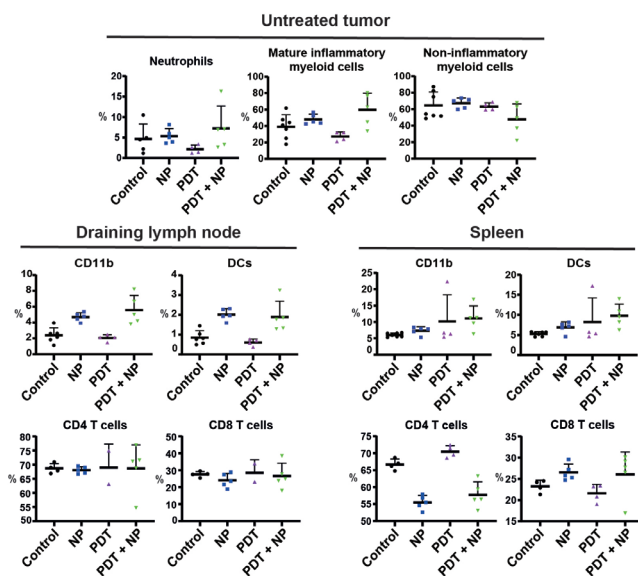 Untreated tumor
Neutrophils
20
15
10
5
0
%
Control
NP
PDT
PDT + NP
Mature inflammatory
myeloid cells
100
80
60
40
20
0
%
Control
NP
PDT
PDT + NP
Non-inflammatory
myeloid cells
100
80
60
40
20
0
%
Control
NP
PDT
PDT + NP
Draining lymph node
CD11b
10
8
6
4
2
0
%
Control
NP
PDT
PDT + NP
DCs
4
3
2
1
0
%
Control
NP
PDT
PDT + NP
CD4 T cells
80
75
70
65
60
55
50
%
Control
NP
PDT
PDT + NP
CD8 T cells
50
40
30
20
10
0
%
Control
NP
PDT
PDT + NP
Spleen
CD11b
25
20
15
10
5
0
%
Control
NP
PDT
PDT + NP
DCs
20
15
10
5
0
%
Control
NP
PDT
PDT + NP
CD4 T cells
75
70
65
60
55
50
%
Control
NP
PDT
PDT + NP
CD8 T cells
35
30
25
20
15
%
Control
NP
PDT
PDT + NP